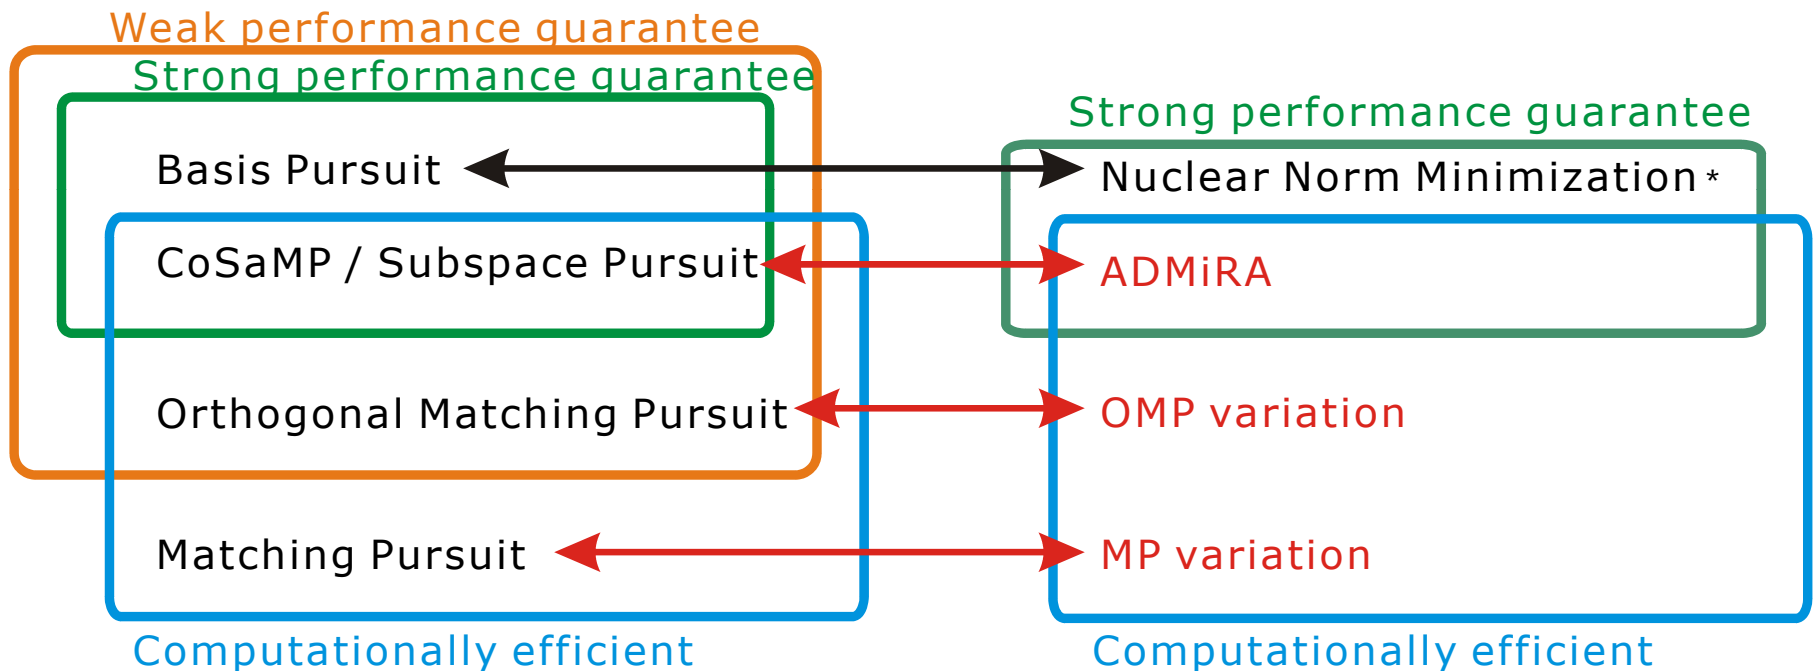 Weak performance guarantee
Strong performance guarantee
Basis Pursuit
CoSaMP / Subspace Pursuit
Orthogonal Matching Pursuit
Matching Pursuit
Computationally efficient
Strong performance guarantee
Nuclear Norm Minimization *
ADMiRA
OMP variation
MP variation
Computationally efficient